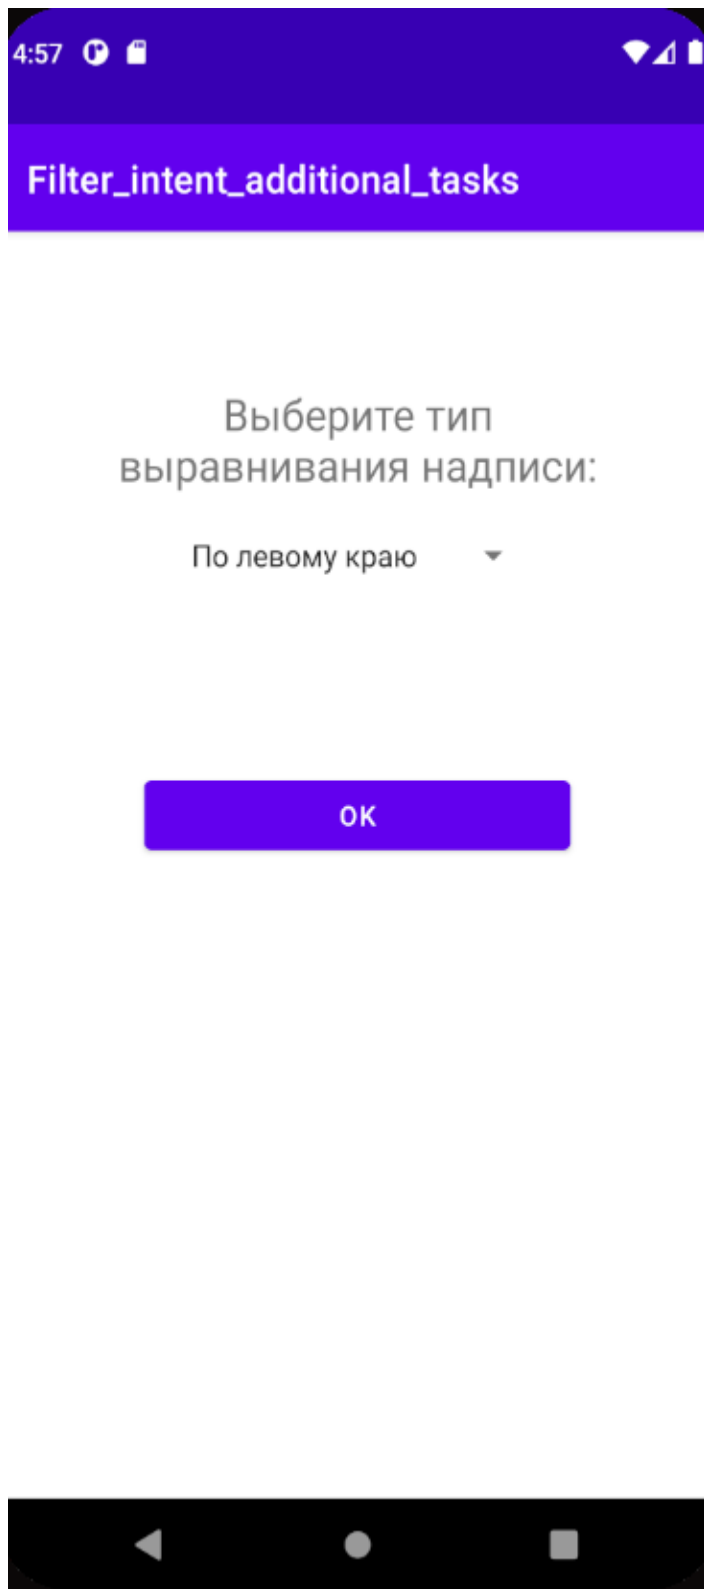 4:57
Filter_intent_additional_tasks
Выберите тип
выравнивания надписи:
По левому краю
OK